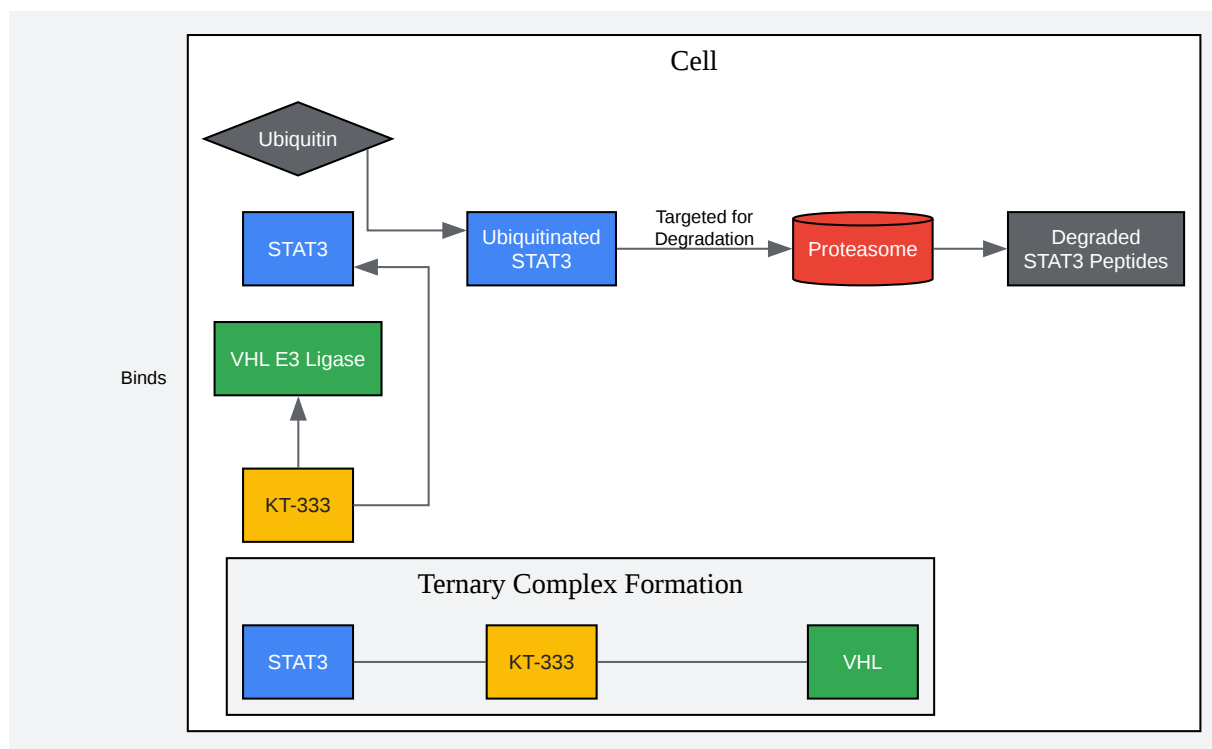 Cell
Ubiquitin
STAT3
Ubiquitinated
STAT3
Targeted for
Degradation
Proteasome
Degraded
STAT3 Peptides
VHL E3 Ligase
Binds
KT-333
Ternary Complex Formation
STAT3
KT-333
VHL